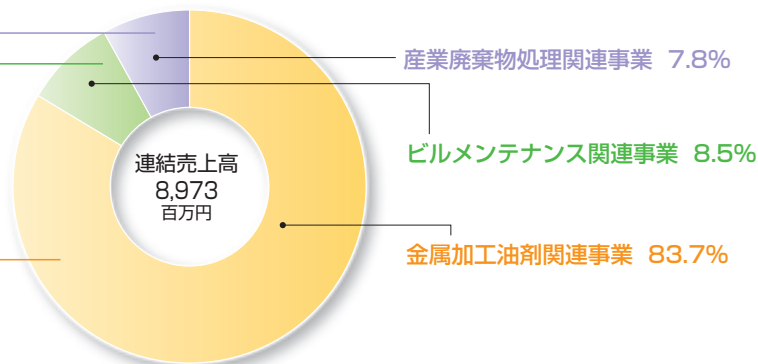 産業廃棄物処理関連事業 7.8%
ビルメンテナンス関連事業 8.5%
連結売上高
8,973
百万円
金属加工油剤関連事業 83.7%